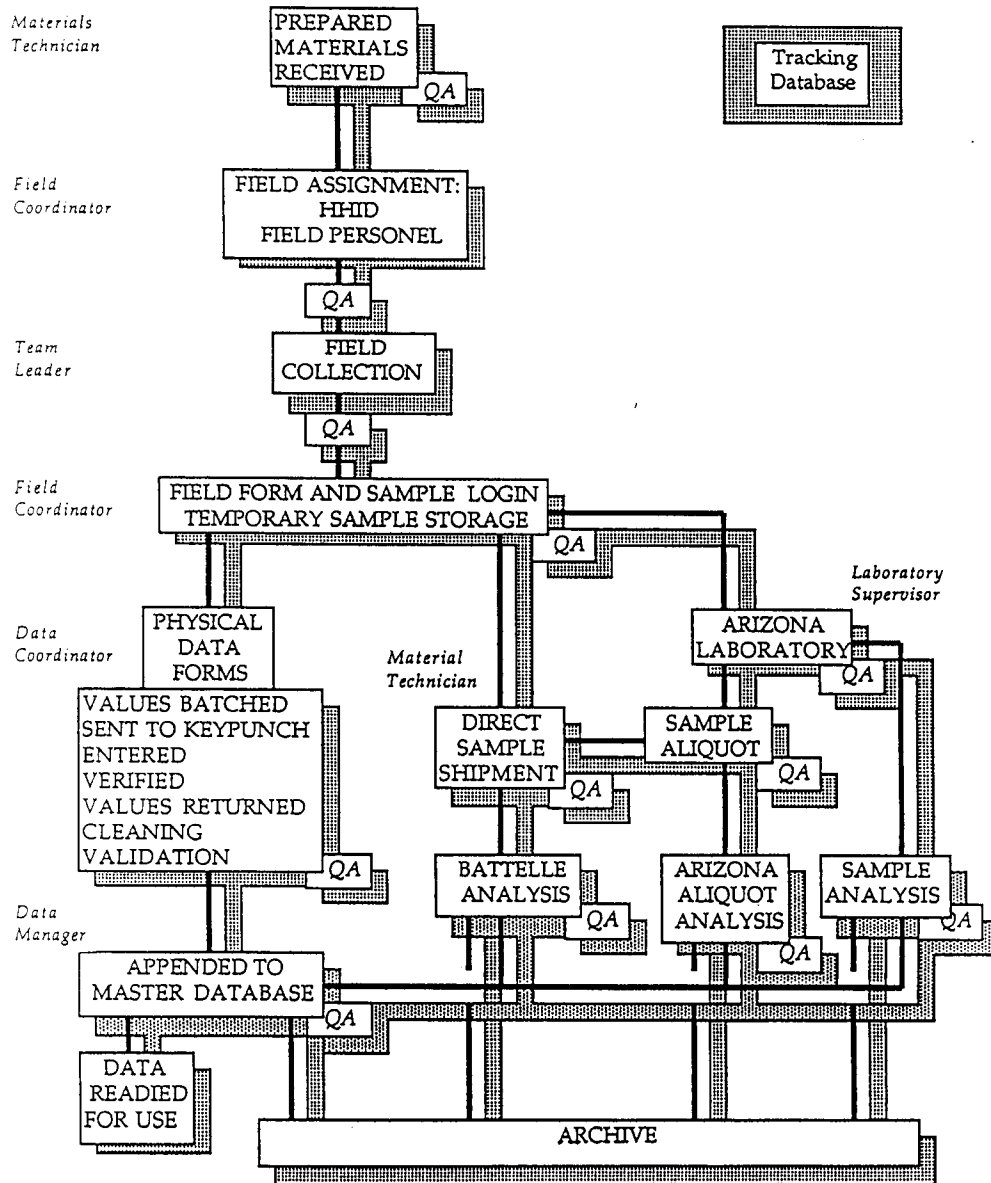 Materials
Technician
PREPARED
MATERIALS
RECEIVED
QA
Tracking
Database
Field
Coordinator
FIELD ASSIGNMENT:
HHID
FIELD PERSONEL
QA
Team
Leader
FIELD
COLLECTION
QA
Field
Coordinator
FIELD FORM AND SAMPLE LOGIN
TEMPORARY SAMPLE STORAGE
QA
Laboratory
Supervisor
Data
Coordinator
PHYSICAL
DATA
FORMS
Material
Technician
ARIZONA
LABORATORY
QA
VALUES BATCHED
SENT TO KEYPUNCH
ENTERED
VERIFIED
VALUES RETURNED
CLEANING
VALIDATION
QA
DIRECT
SAMPLE
SHIPMENT
QA
SAMPLE
ALIQUOT
QA
BATTELLE
ANALYSIS
QA
ARIZONA
ALIQUOT
ANALYSIS
QA
SAMPLE
ANALYSIS
QA
Data
Manager
APPENDED TO
MASTER DATABASE
QA
DATA
READIED
FOR USE
ARCHIVE